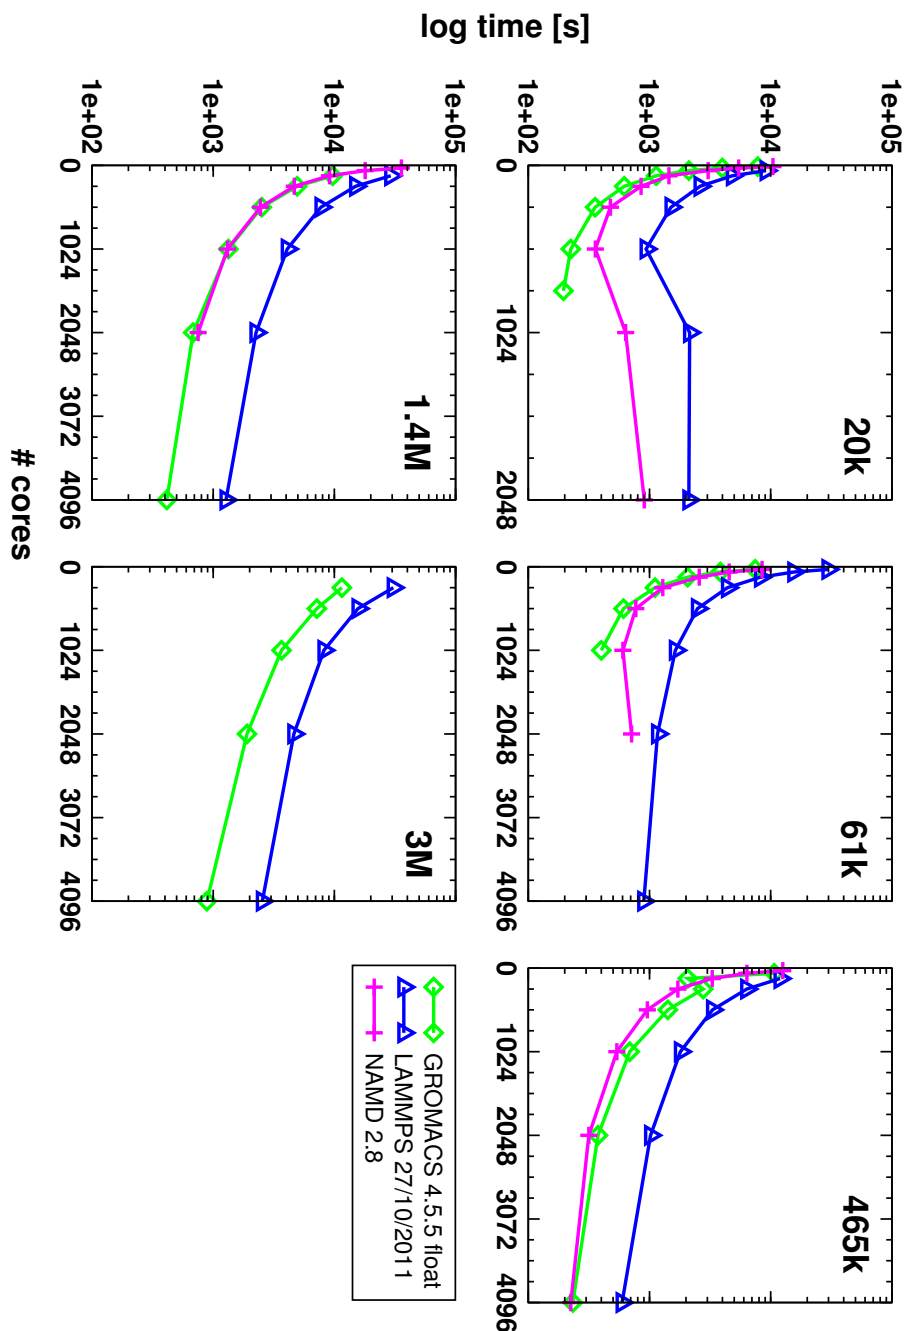 log time [s]
1e+05
1e+04
1e+03
1e+02
0
1024
2048
20k
0
1024
2048
3072
4096
61k
0
1024
2048
3072
4096
465k
1e+05
1e+04
1e+03
1e+02
0
1024
2048
3072
4096
1.4M
0
1024
2048
3072
4096
3M
# cores
GROMACS 4.5.5 float
LAMMPS 27/10/2011
NAMD 2.8